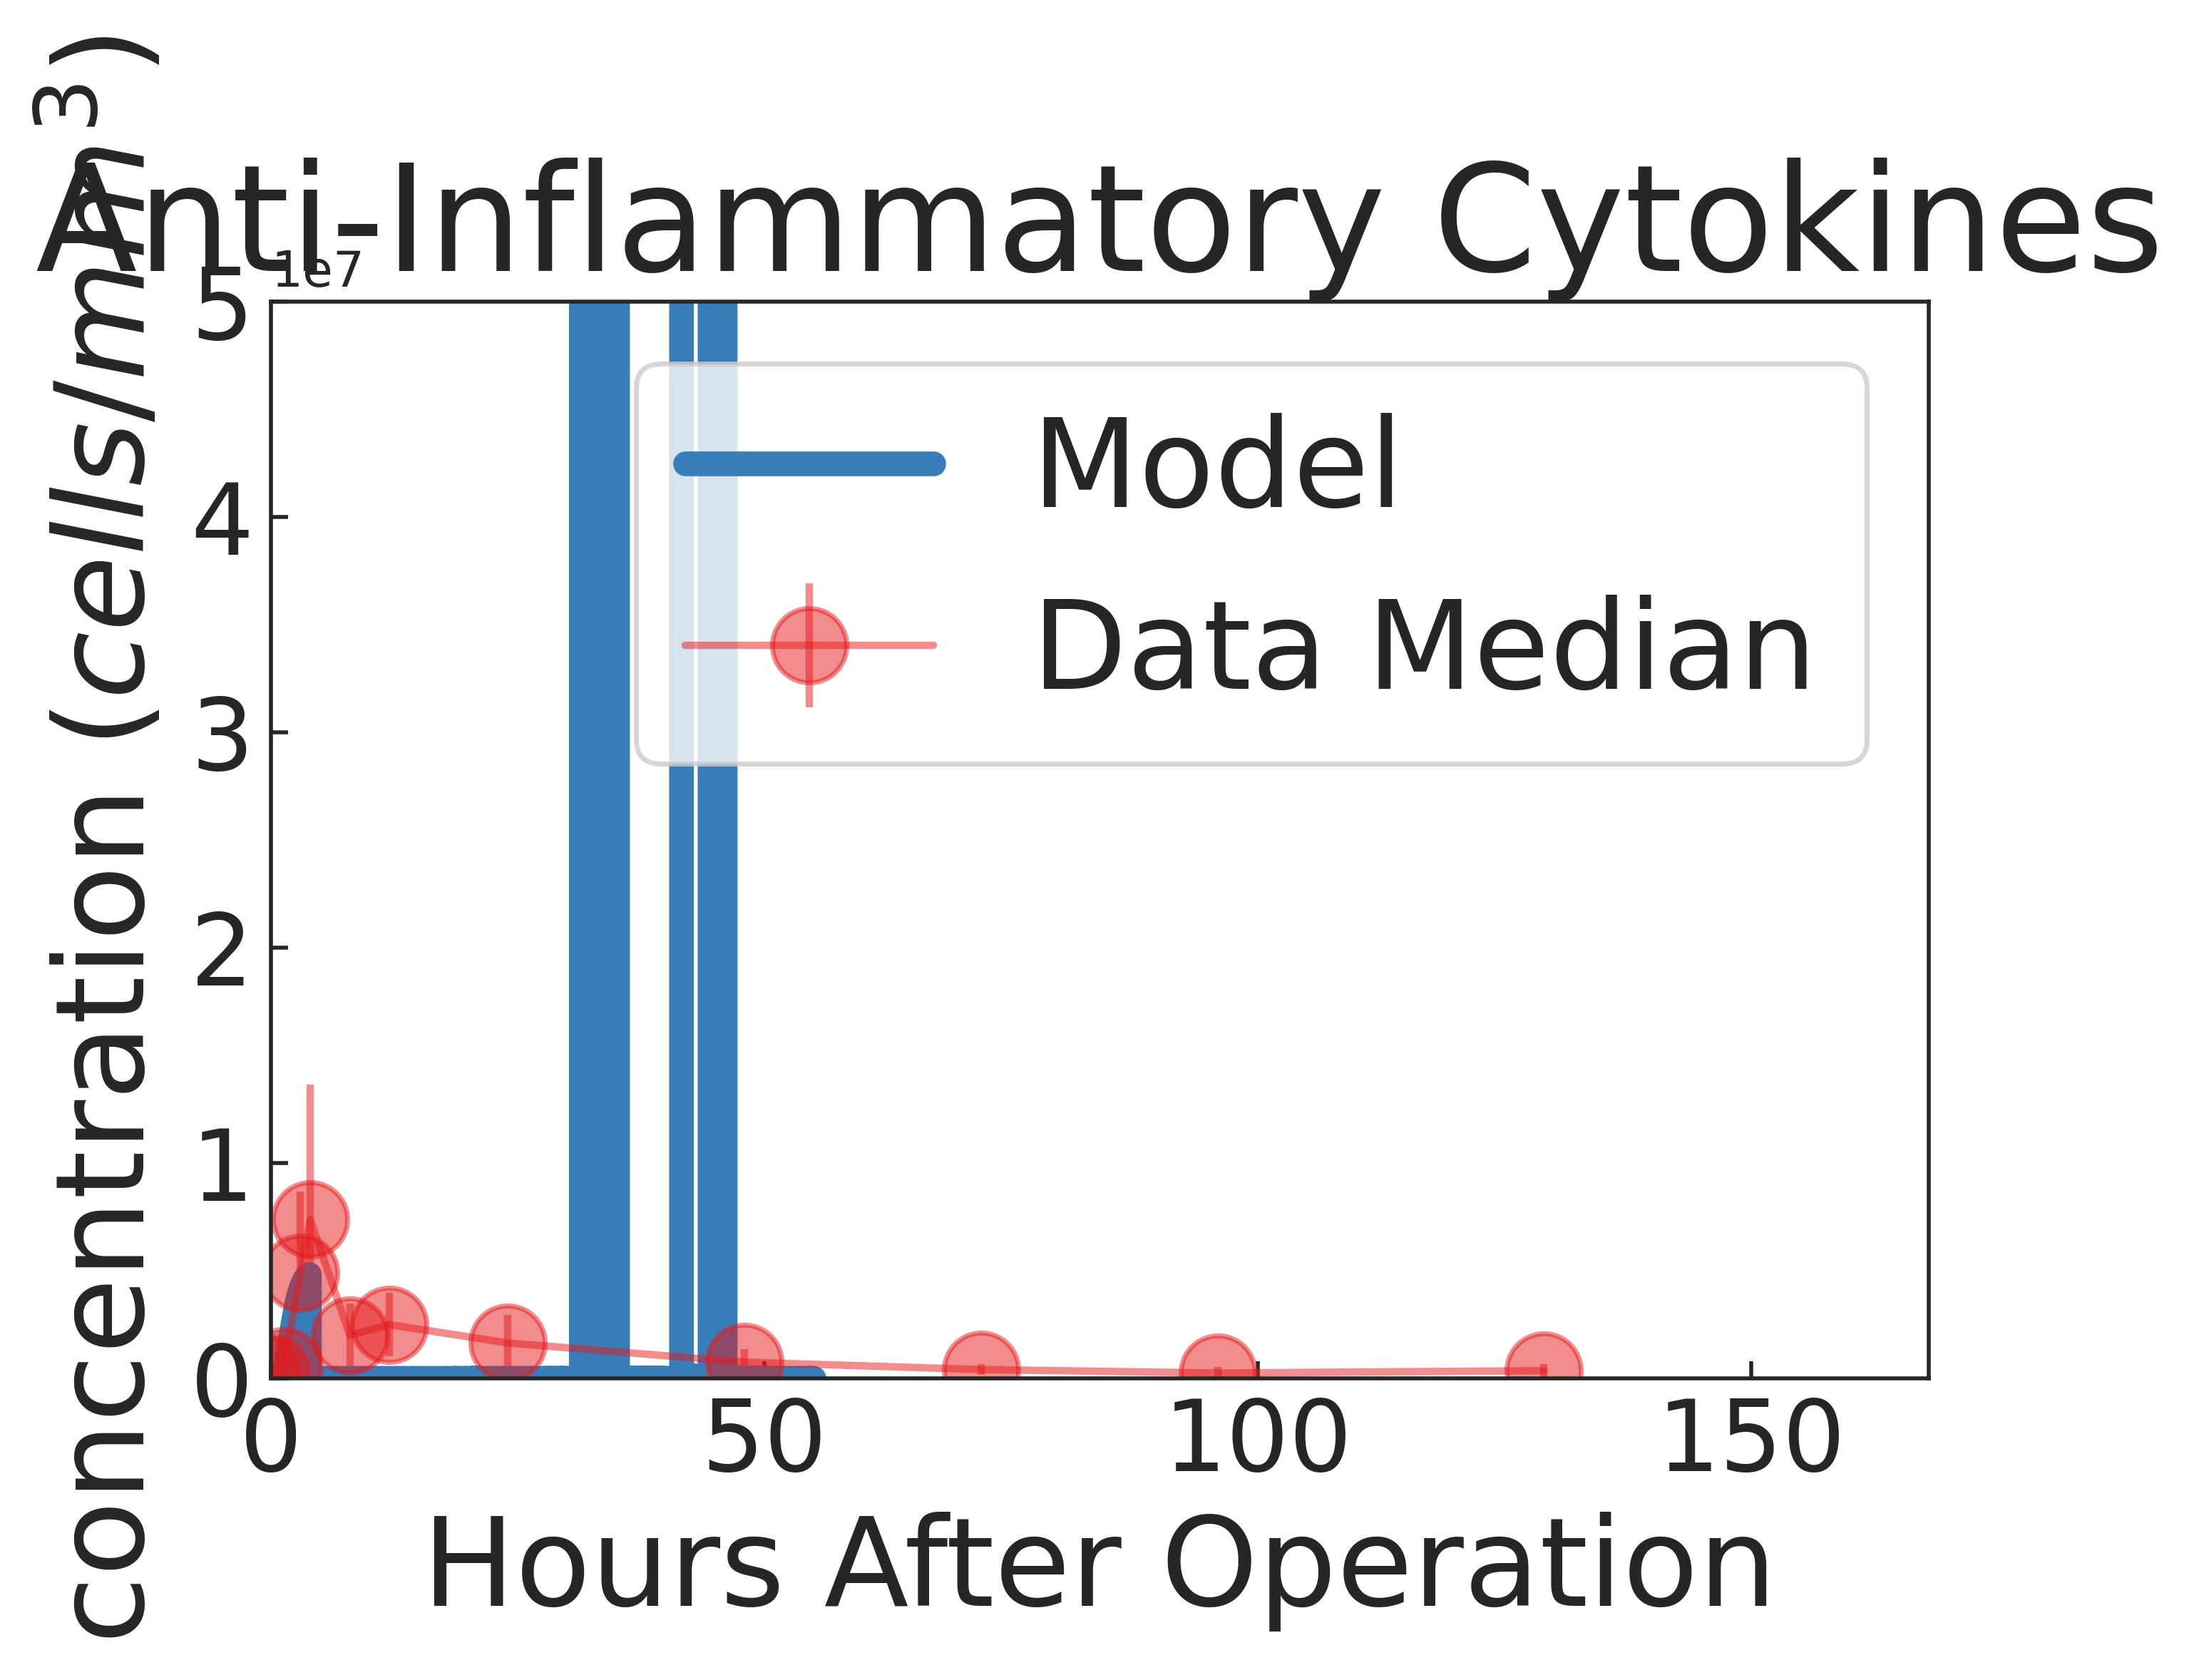 Anti-Inflammatory Cytokines
concentration (cells/mm³)
1e7
5
4
3
2
1
0
Model
Data Median
0 50 100 150
Hours After Operation